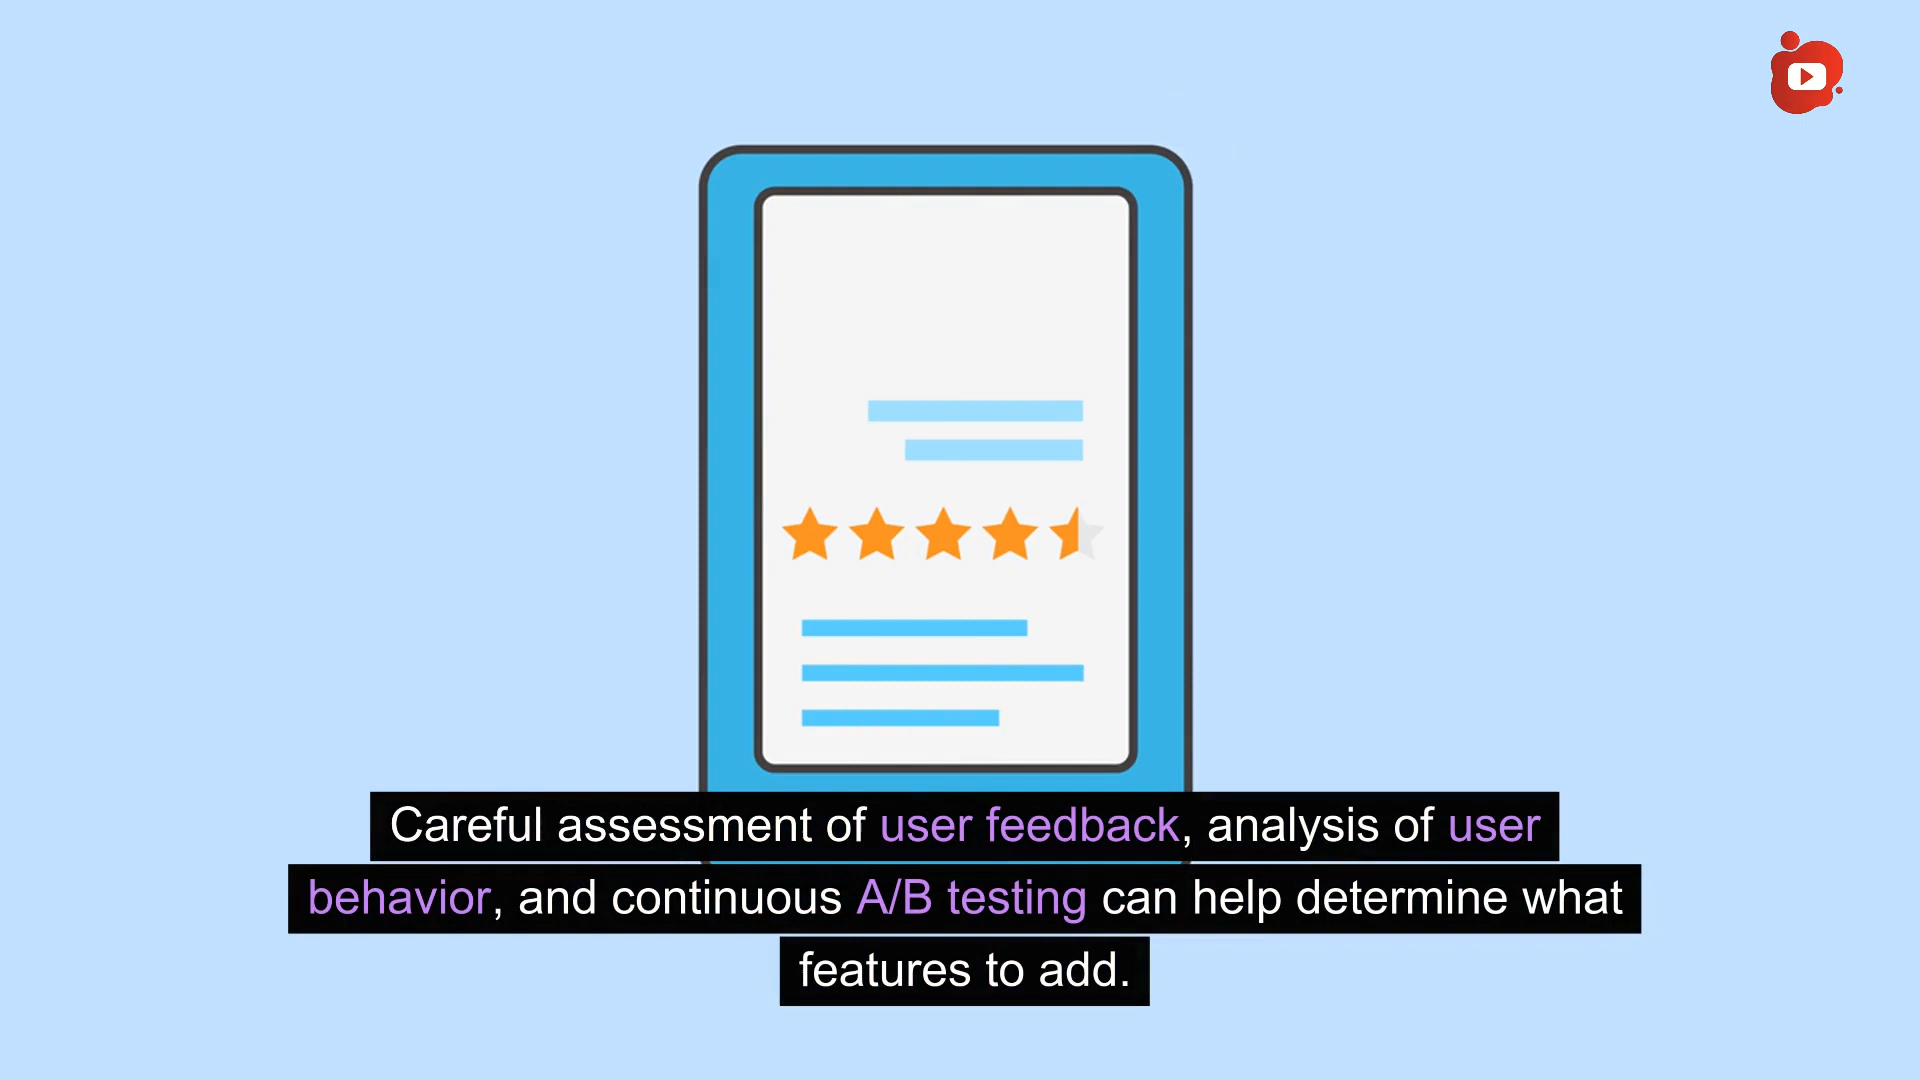 Careful assessment of user feedback, analysis of user
behavior, and continuous A/B testing can help determine what
features to add.